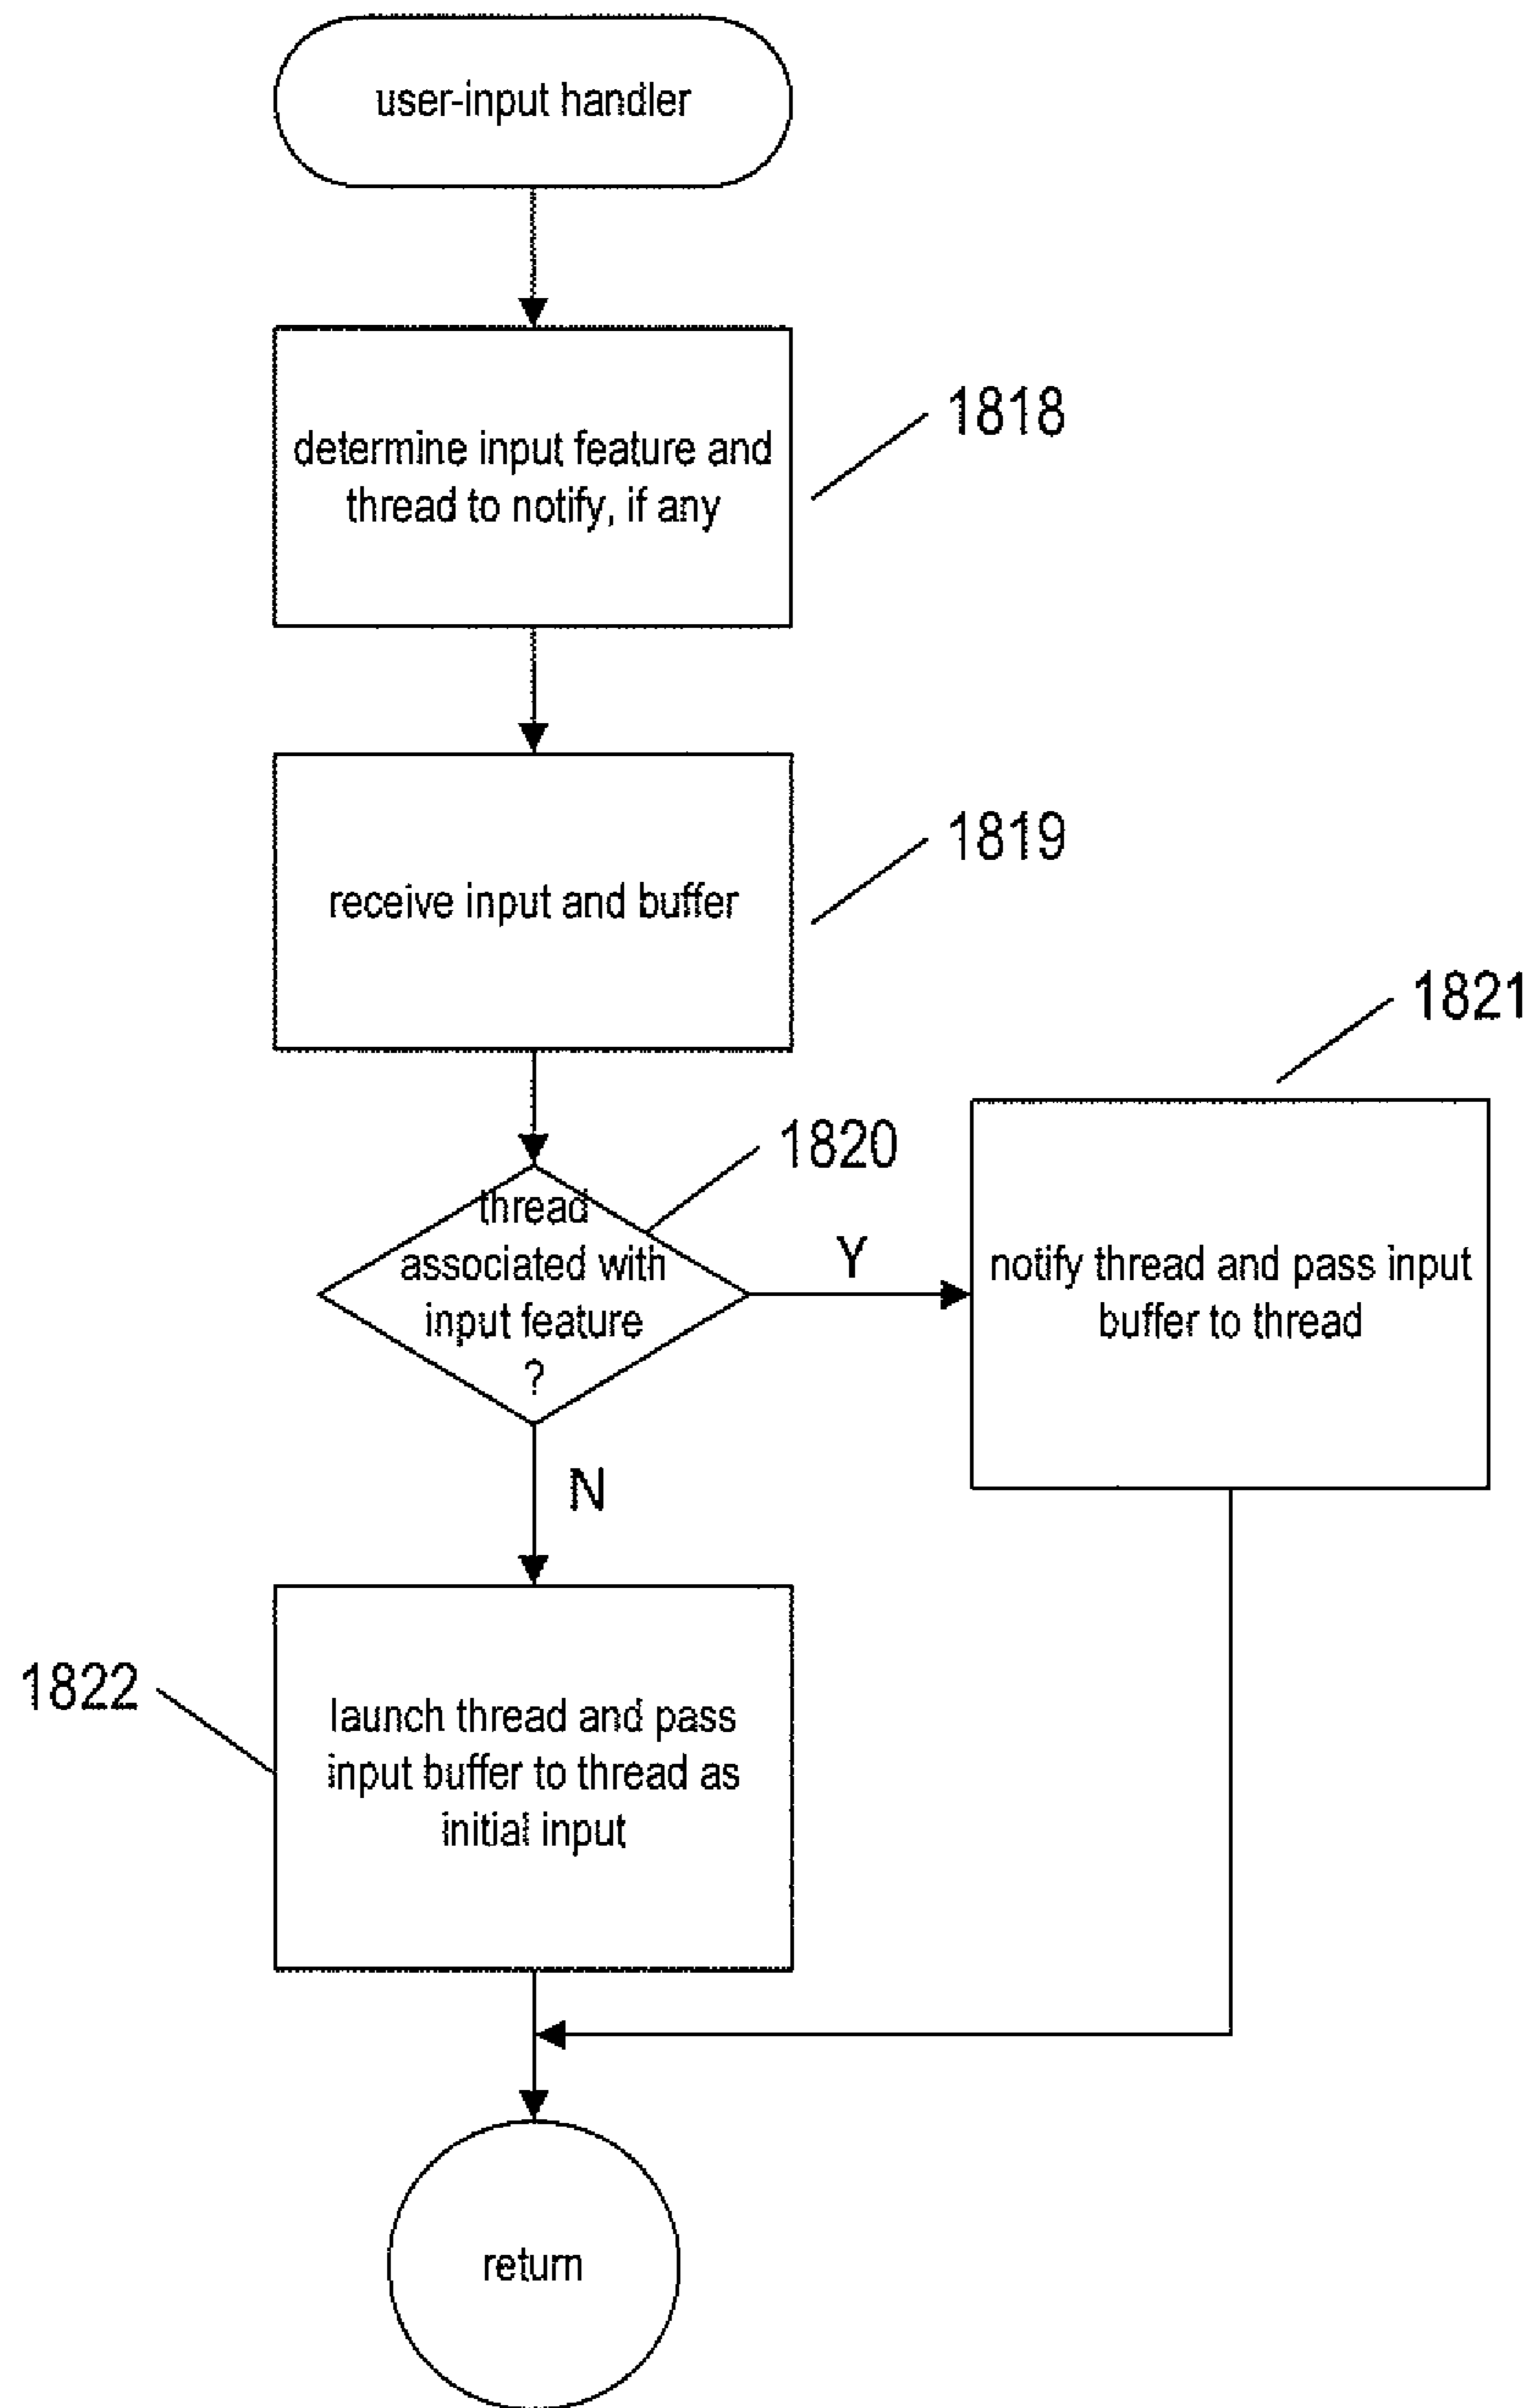 user-input handler
determine input feature and
thread to notify, if any
1818
receive input and buffer
1819
thread
associated with
input feature
?
1820
Y
N
notify thread and pass input
buffer to thread
1821
launch thread and pass
input buffer to thread as
initial input
1822
return